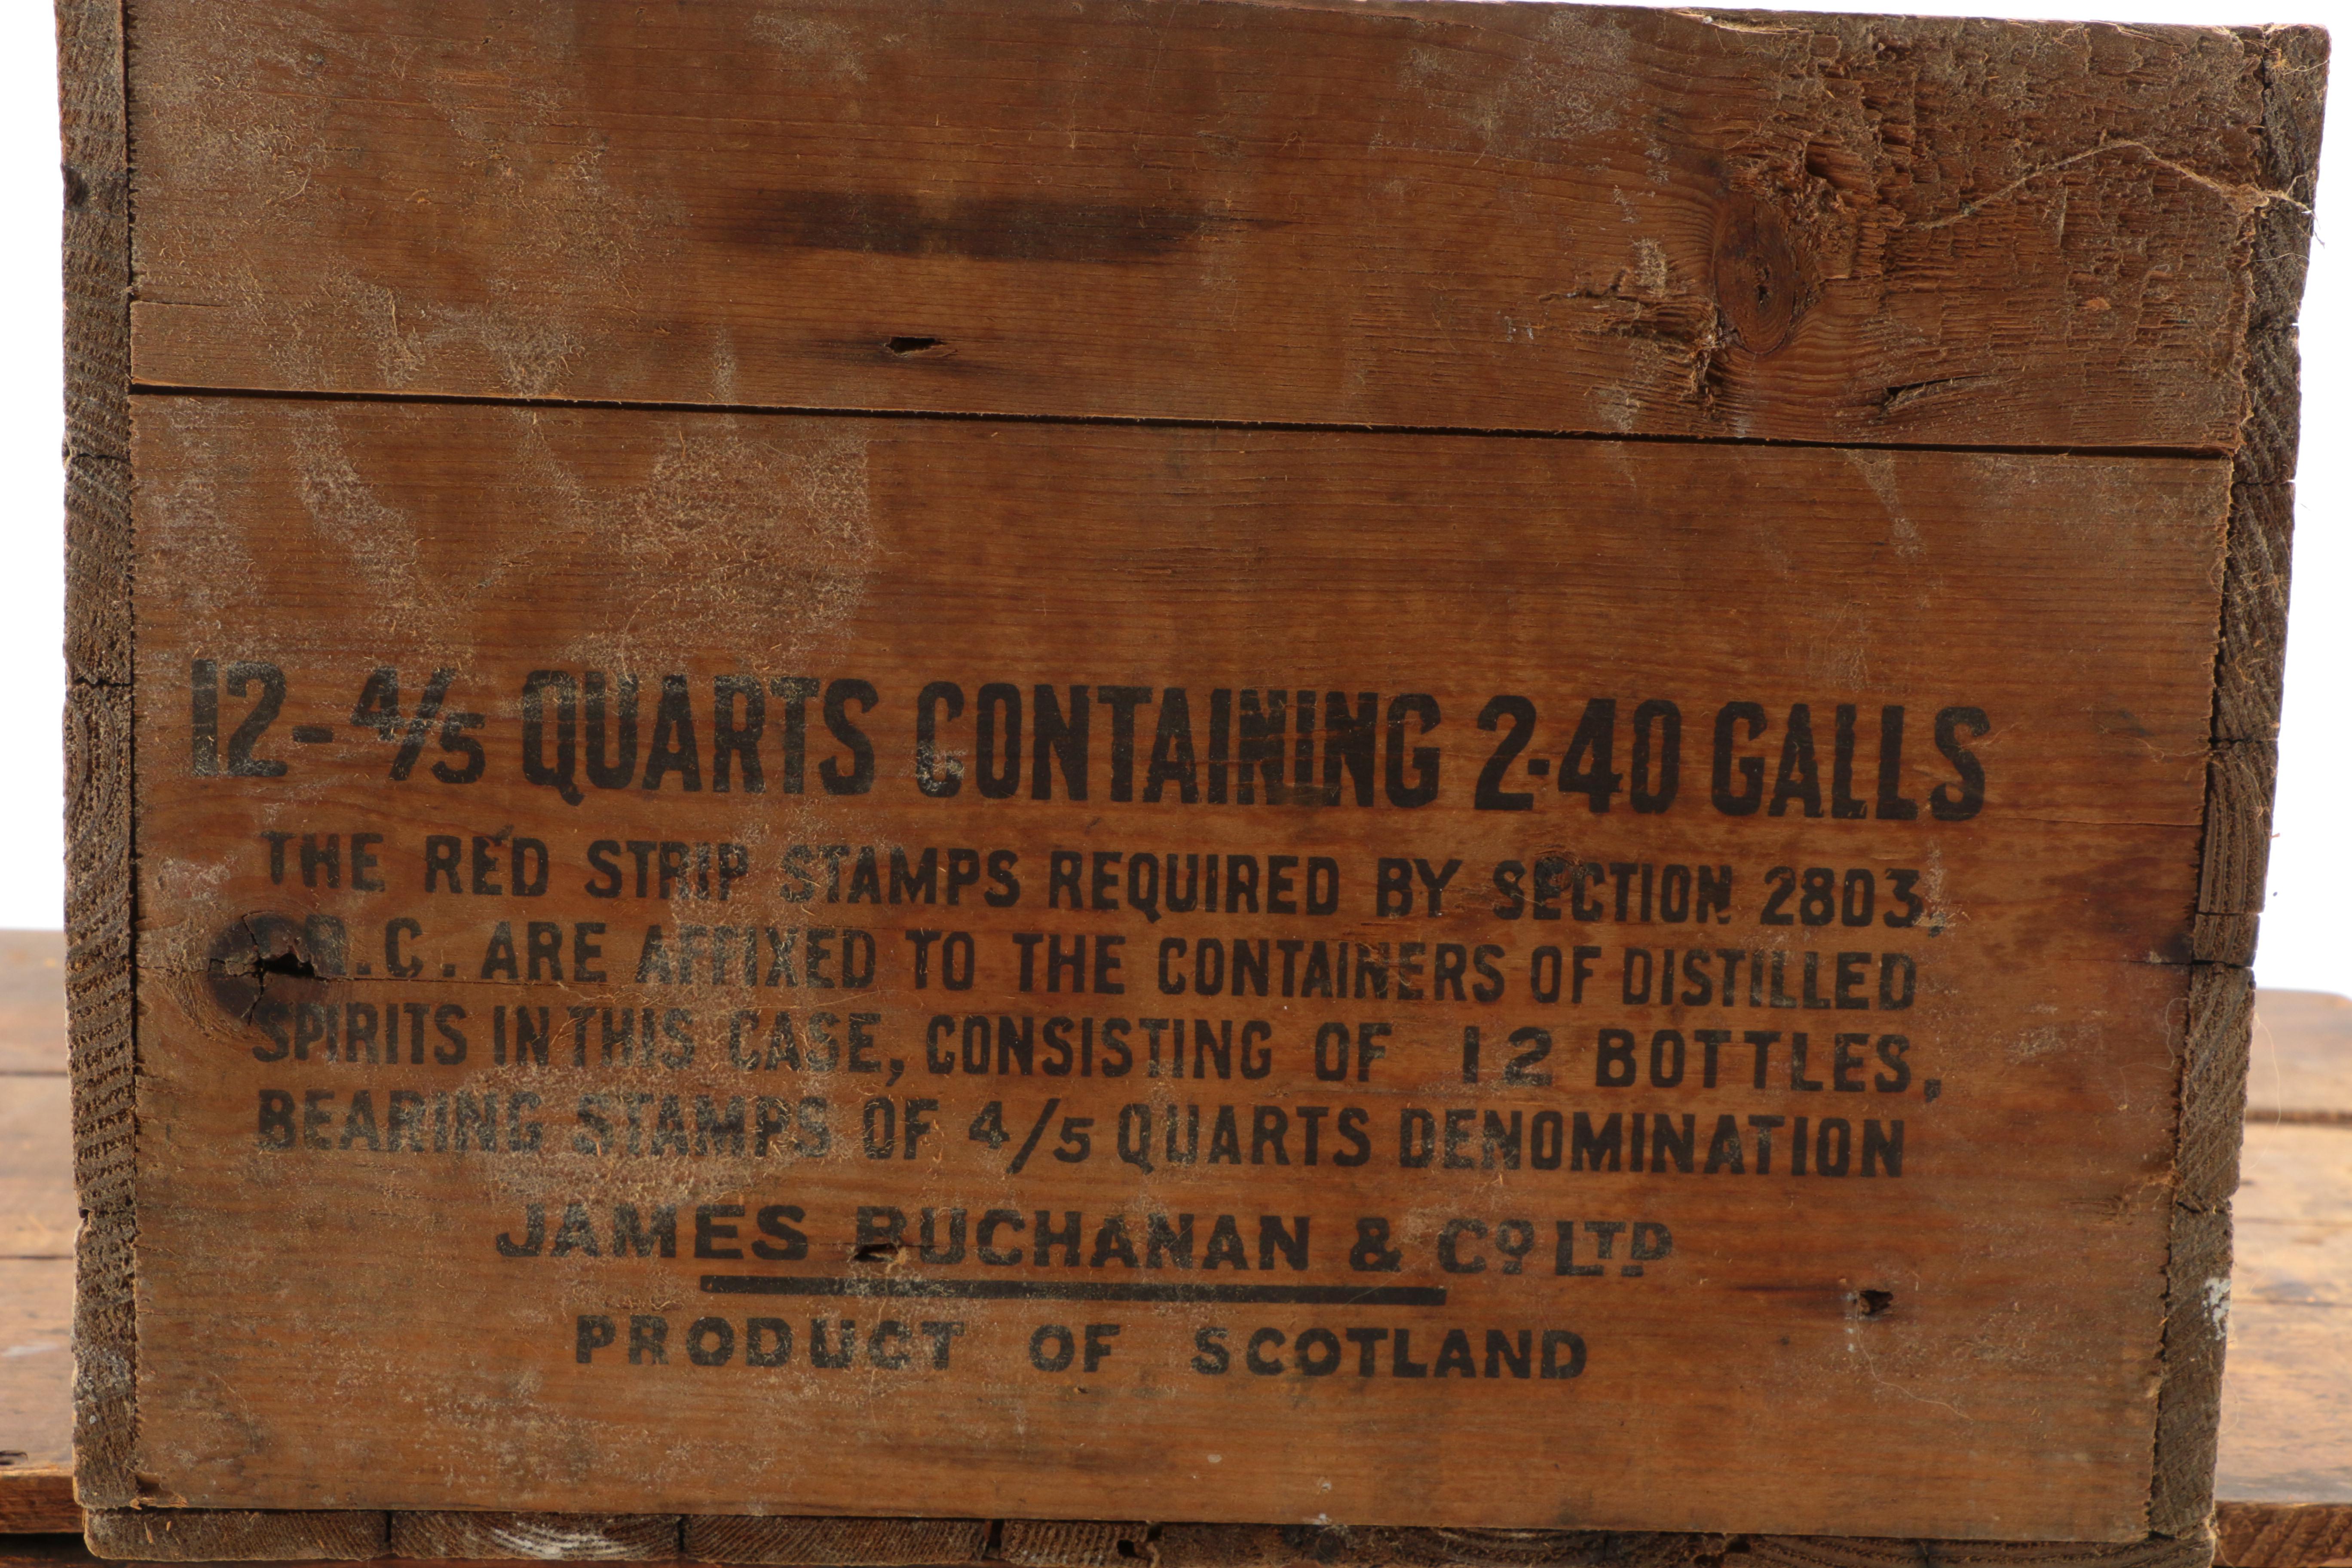 12-4/5 QUARTS CONTAINING 2·40 GALLS
THE RED STRIP STAMPS REQUIRED BY SECTION 2803,
ARE AFFIXED TO THE CONTAINERS OF DISTILLED
SPIRITS IN THIS CASE, CONSISTING OF 12 BOTTLES,
BEARING STAMPS OF 4/5 QUARTS DENOMINATION
JAMES BUCHANAN & Cº LTD
PRODUCT OF SCOTLAND